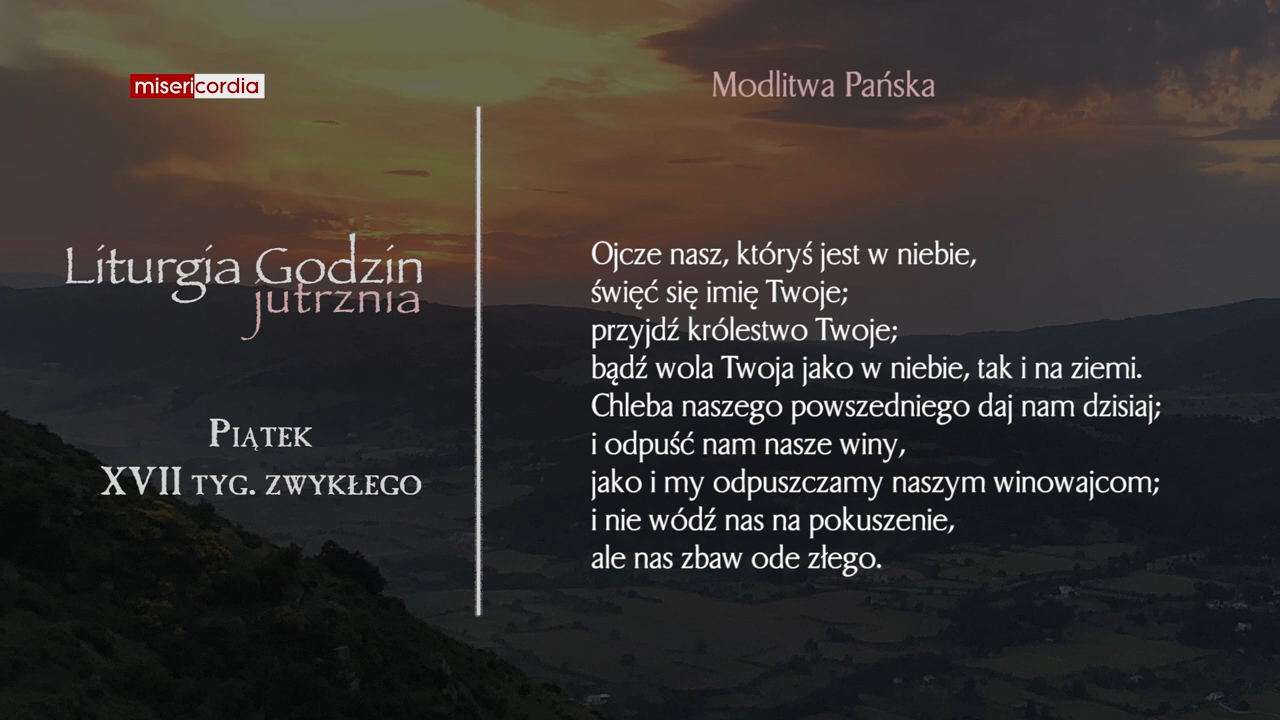 misericordia
Liturgia Godzin
jutrznia
Piątek
XVII tyg. zwykłego
Modlitwa Pańska
Ojcze nasz, któryś jest w niebie,
święć się imię Twoje;
przyjdź królestwo Twoje;
bądź wola Twoja jako w niebie, tak i na ziemi.
Chleba naszego powszedniego daj nam dzisiaj;
i odpuść nam nasze winy,
jako i my odpuszczamy naszym winowajcom;
i nie wódź nas na pokuszenie,
ale nas zbaw ode złego.